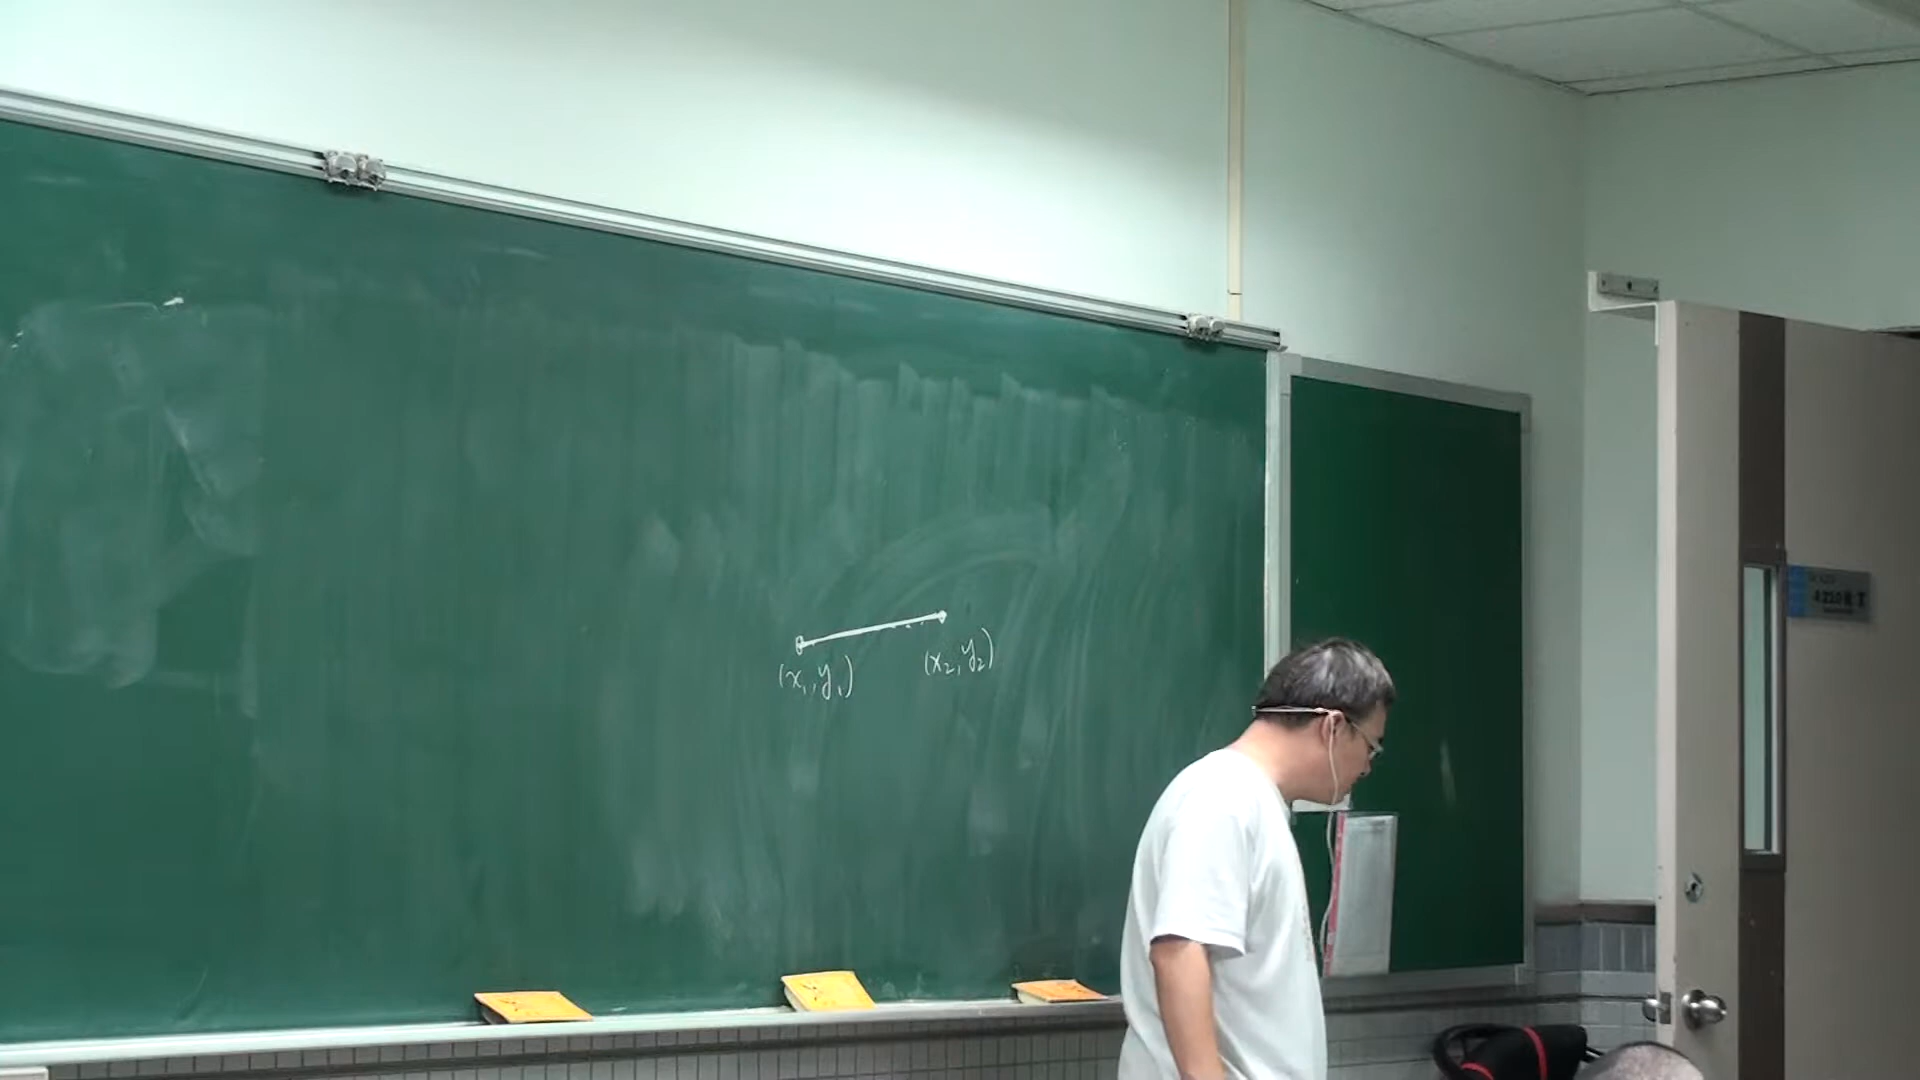 (x₁, y₁)
(x₂, y₂)